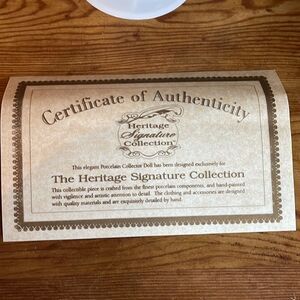 Certificate of Authenticity
Heritage
Signature
Collection
This elegant Porcelain Collector Doll has been designed exclusively for
The Heritage Signature Collection
This collectible piece is crafted from the finest porcelain components, and hand-painted
with vigilence and artistic attention to detail. The clothing and accessories are designed
with quality materials and are exquisitely detailed by hand.